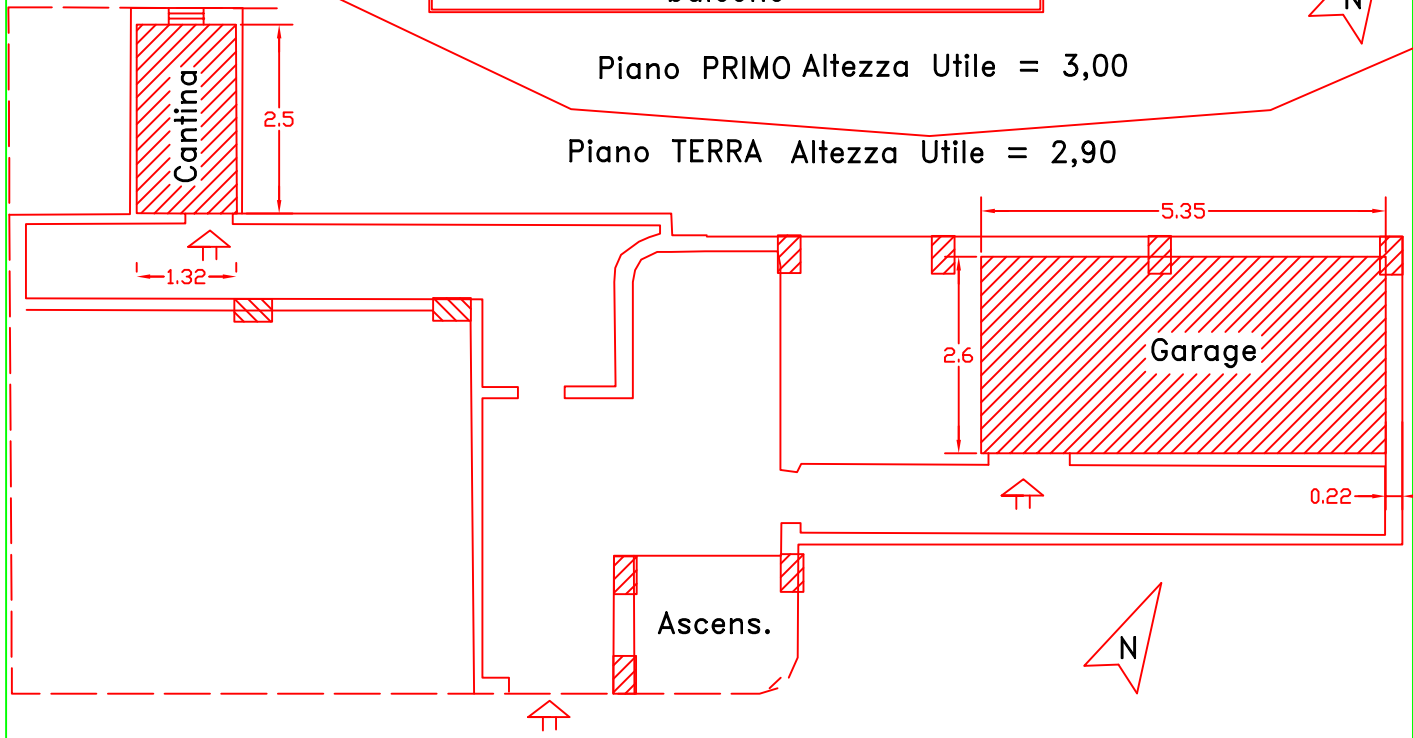 N
Piano PRIMO Altezza Utile = 3,00
Cantina
2.5
Piano TERRA Altezza Utile = 2,90
5.35
1.32
2.6
Garage
0.22
Ascens.
N